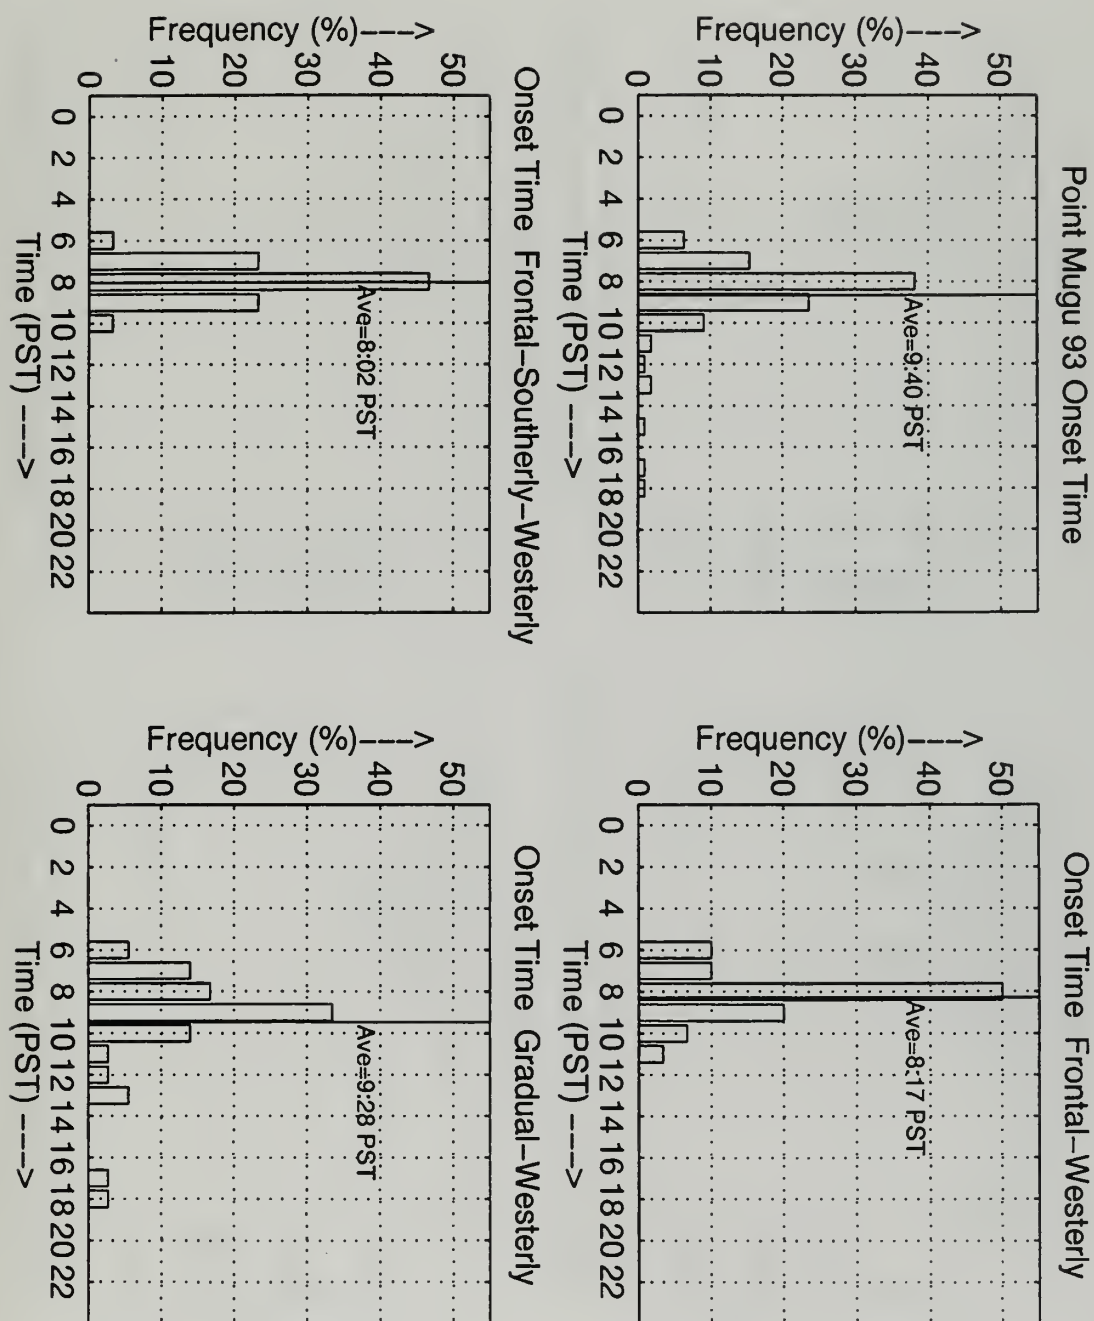 Point Mugu 93 Onset Time
Frequency (%)---->
50
40
30
20
10
0
Ave=9:40 PST
0 2 4 6 8 10 12 14 16 18 20 22
Time (PST) ---->
Onset Time Frontal-Westerly
Frequency (%)---->
50
40
30
20
10
0
Ave=8:17 PST
0 2 4 6 8 10 12 14 16 18 20 22
Time (PST) ---->
Onset Time Frontal-Southerly-Westerly
Frequency (%)---->
50
40
30
20
10
0
Ave=8:02 PST
0 2 4 6 8 10 12 14 16 18 20 22
Time (PST) ---->
Onset Time Gradual-Westerly
Frequency (%)---->
50
40
30
20
10
0
Ave=9:28 PST
0 2 4 6 8 10 12 14 16 18 20 22
Time (PST) ---->